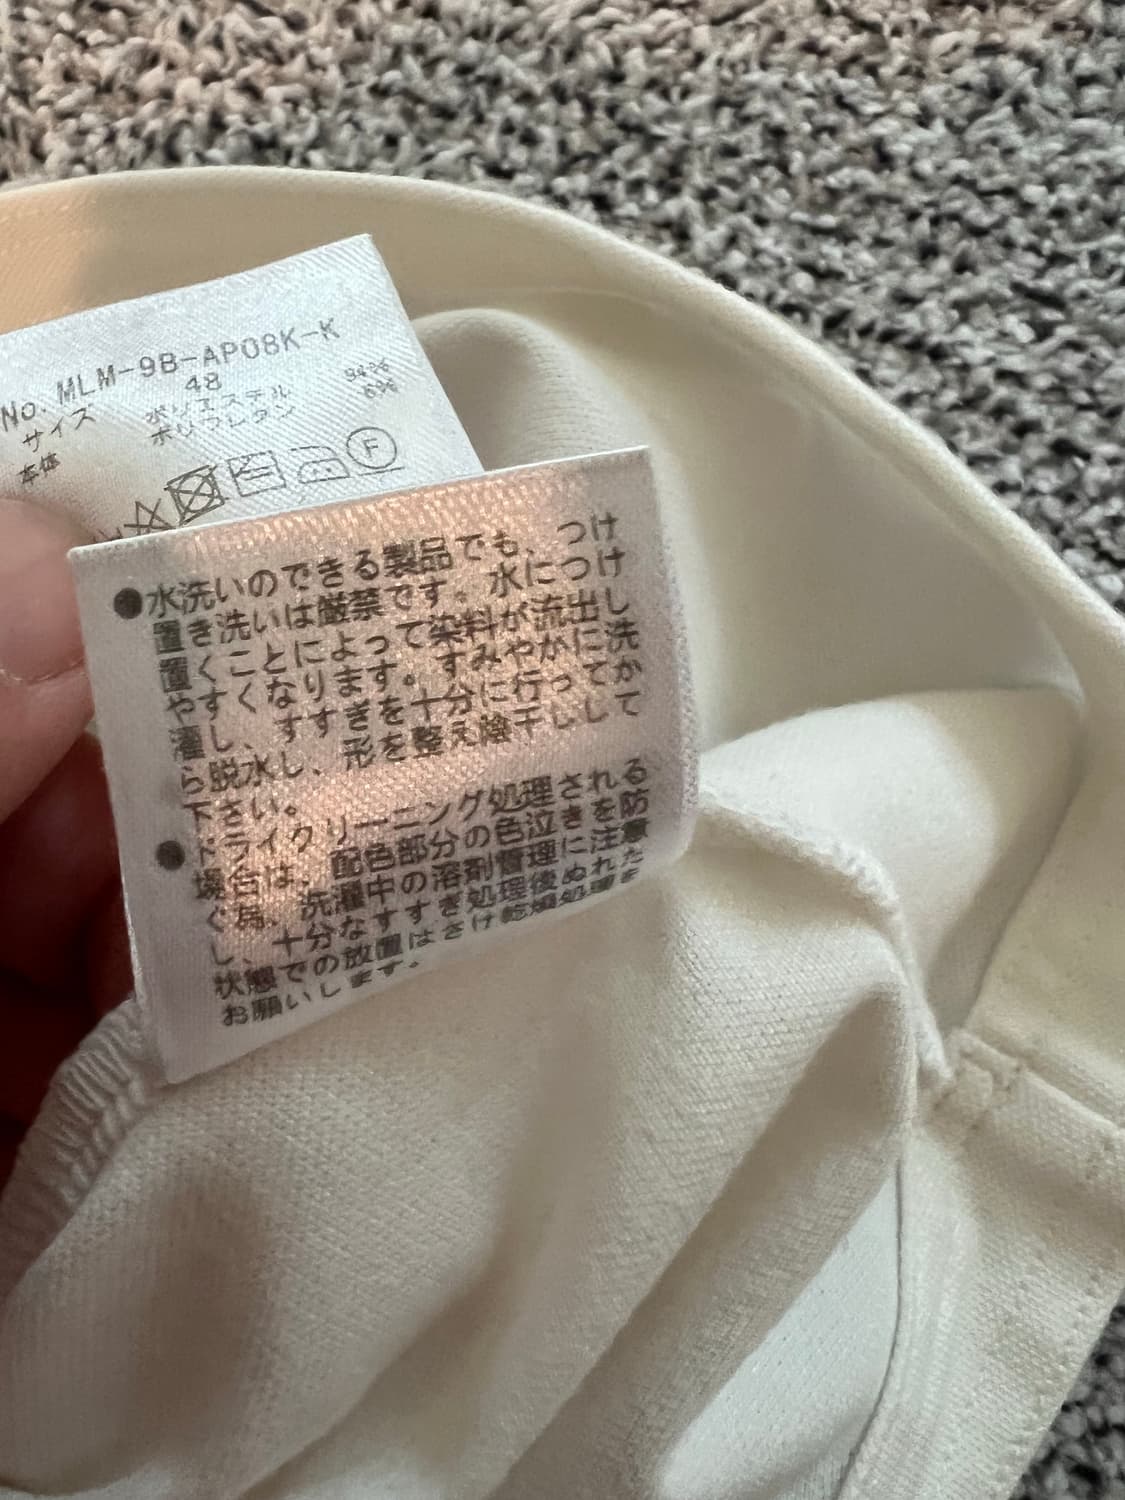 No. MLM-9B-AP08K-K
サイズ 48
本体 ポリエステル 94%
ポリウレタン 6%
F
●水洗いのできる製品でも、つけ
置き洗いは厳禁です。水につけ
置くことによって染料が流出し
やすくなります。すみやかに洗
濯し、すすぎを十分に行ってか
ら脱水し、形を整え陰干しして
下さい。
●ドライクリーニング処理される
場合は、配色部分の色泣きを防
ぐ為、洗濯中の溶剤管理に注意
し、十分なすすぎ処理後ぬれた
状態での放置はさけ乾燥処理を
お願いします。